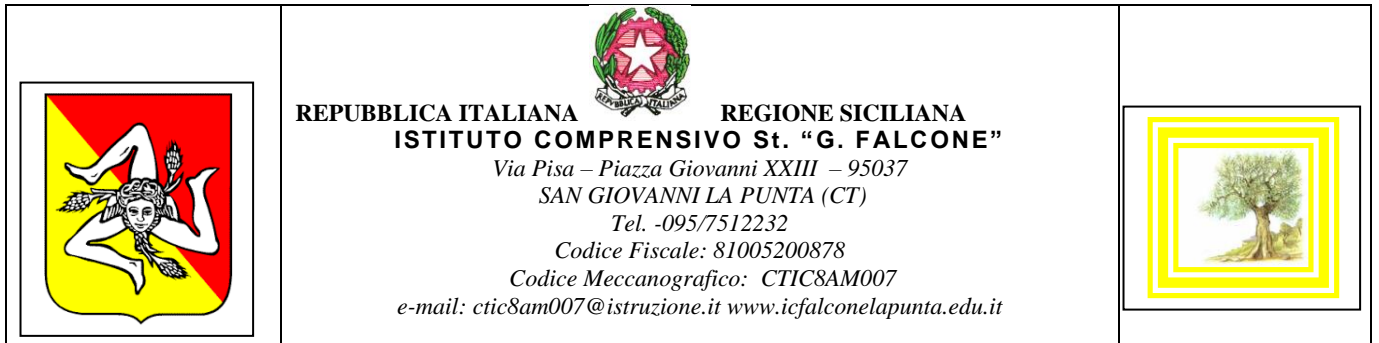 REPUBBLICA ITALIANA REGIONE SICILIANA
ISTITUTO COMPRENSIVO St. “G. FALCONE”
Via Pisa – Piazza Giovanni XXIII – 95037
SAN GIOVANNI LA PUNTA (CT)
Tel. -095/7512232
Codice Fiscale: 81005200878
Codice Meccanografico: CTIC8AM007
e-mail: ctic8am007@istruzione.it www.icfalconelapunta.edu.it